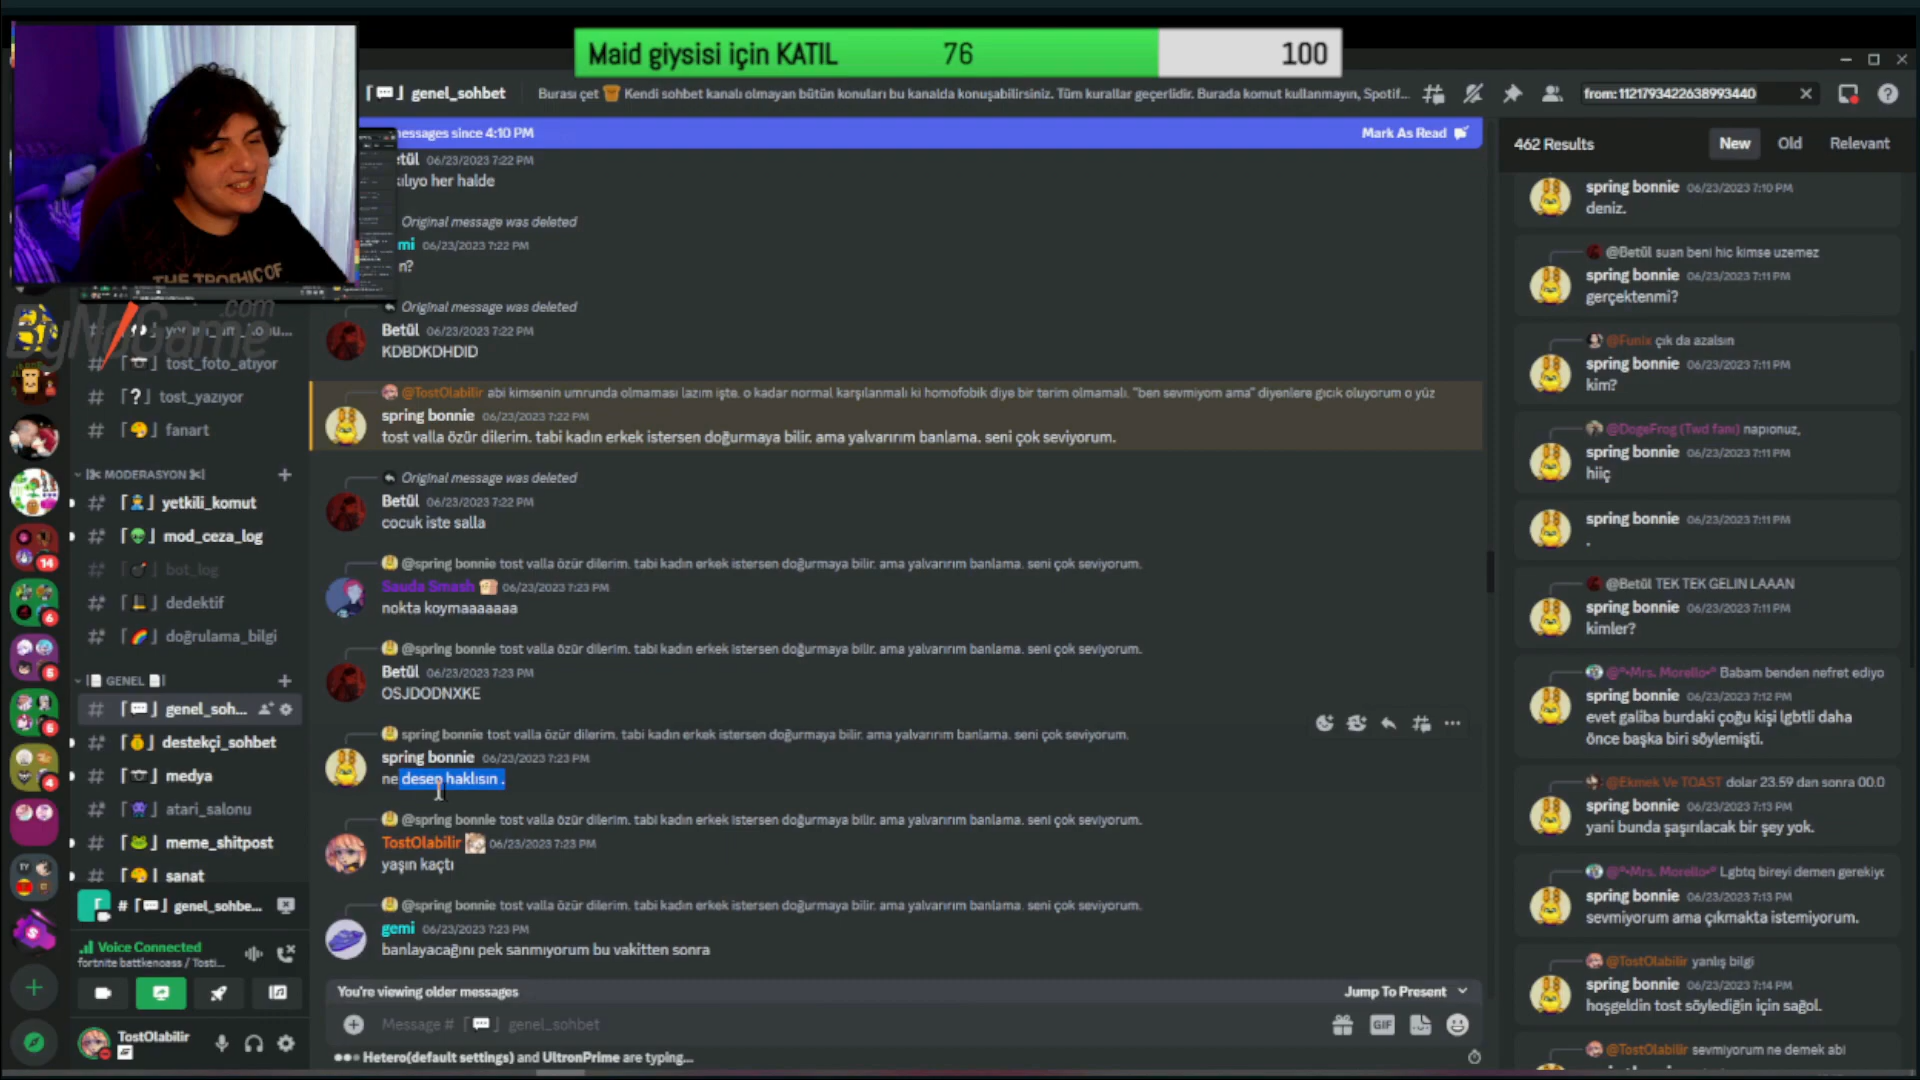 Maid giysisi için KATIL 76 100
genel_sohbet
Burası çet Kendi sohbet kanalı olmayan bütün konuları bu kanalda konuşabilirsiniz. Tüm kurallar geçerlidir. Burada komut kullanmayın, Spotif...
from: 1121793422638993440
essages since 4:10 PM
Mark As Read
THE TROPHIC OF
ByNoGame.com
tost_foto_atıyor
tost_yazıyor
fanart
MODERASYON
yetkili_komut
mod_ceza_log
bot_log
dedektif
doğrulama_bilgi
GENEL
genel_soh...
destekçi_sohbet
medya
atari_salonu
meme_shitpost
sanat
genel_sohbe...
Voice Connected
fortnite battkenoass / Tosti...
TostOlabilir
14
6
5
5
4
etül 06/23/2023 7:22 PM
kılıyo her halde
Original message was deleted
mi 06/23/2023 7:22 PM
n?
Original message was deleted
Betül 06/23/2023 7:22 PM
KDBDKDHDID
@TostOlabilir abi kimsenin umrunda olmaması lazım işte. o kadar normal karşılanmalı ki homofobik diye bir terim olmamalı. "ben sevmiyom ama" diyenlere gıcık oluyorum o yüz
spring bonnie 06/23/2023 7:22 PM
tost valla özür dilerim. tabi kadın erkek istersen doğurmaya bilir. ama yalvarırım banlama. seni çok seviyorum.
Original message was deleted
Betül 06/23/2023 7:22 PM
cocuk iste salla
@spring bonnie tost valla özür dilerim. tabi kadın erkek istersen doğurmaya bilir. ama yalvarırım banlama. seni çok seviyorum.
Sauda Smash 06/23/2023 7:23 PM
nokta koymaaaaaaa
@spring bonnie tost valla özür dilerim. tabi kadın erkek istersen doğurmaya bilir. ama yalvarırım banlama. seni çok seviyorum.
Betül 06/23/2023 7:23 PM
OSJDODNXKE
spring bonnie tost valla özür dilerim. tabi kadın erkek istersen doğurmaya bilir. ama yalvarırım banlama. seni çok seviyorum.
spring bonnie 06/23/2023 7:23 PM
ne desen haklısın .
@spring bonnie tost valla özür dilerim. tabi kadın erkek istersen doğurmaya bilir. ama yalvarırım banlama. seni çok seviyorum.
TostOlabilir 06/23/2023 7:23 PM
yaşın kaçtı
@spring bonnie tost valla özür dilerim. tabi kadın erkek istersen doğurmaya bilir. ama yalvarırım banlama. seni çok seviyorum.
gemi 06/23/2023 7:23 PM
banlayacağını pek sanmıyorum bu vakitten sonra
You're viewing older messages
Jump To Present
Message # genel_sohbet
GIF
Hetero(default settings) and UltronPrime are typing...
462 Results
New
Old
Relevant
spring bonnie 06/23/2023 7:10 PM
deniz.
@Betül suan beni hic kimse uzemez
spring bonnie 06/23/2023 7:11 PM
gerçektenmi?
@Funix çık da azalsın
spring bonnie 06/23/2023 7:11 PM
kim?
@DogeFrog (Twd fanı) napıonuz,
spring bonnie 06/23/2023 7:11 PM
hiiç
spring bonnie 06/23/2023 7:11 PM
.
@Betül TEK TEK GELIN LAAAN
spring bonnie 06/23/2023 7:11 PM
kimler?
@°•Mrs. Morello•° Babam benden nefret ediyo
spring bonnie 06/23/2023 7:12 PM
evet galiba burdaki çoğu kişi lgbtli daha
önce başka biri söylemişti.
@Ekmek Ve TOAST dolar 23.59 dan sonra 00.0
spring bonnie 06/23/2023 7:13 PM
yani bunda şaşırılacak bir şey yok.
@°•Mrs. Morello•° Lgbtq bireyi demen gerekiyo
spring bonnie 06/23/2023 7:13 PM
sevmiyorum ama çıkmakta istemiyorum.
@TostOlabilir yanlış bilgi
spring bonnie 06/23/2023 7:14 PM
hoşgeldin tost söylediğin için sağol.
@TostOlabilir sevmiyorum ne demek abi